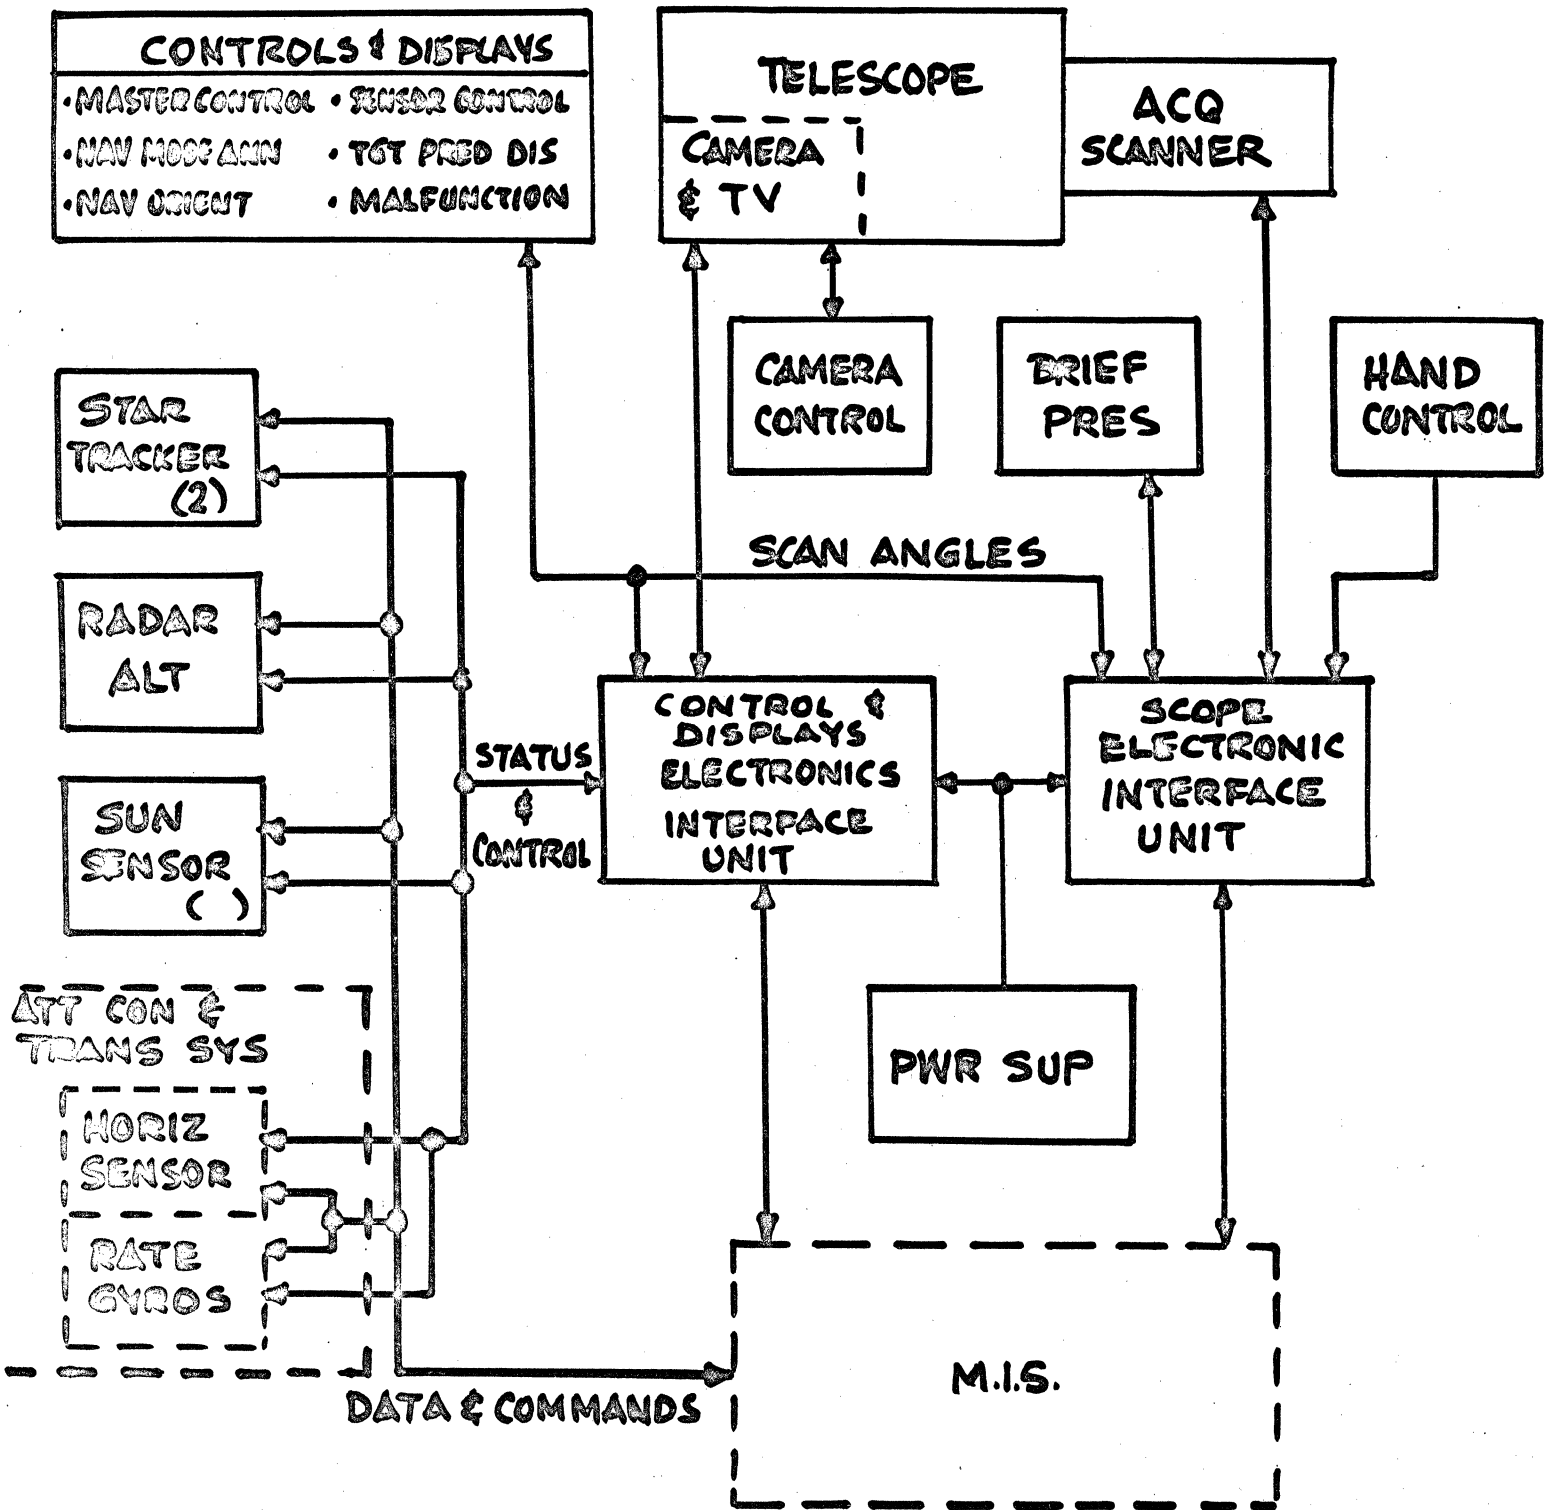 CONTROLS & DISPLAYS
• MASTER CONTROL • SENSOR CONTROL
• NAV MODE ANN • TGT PRED DIS
• NAV ORIENT • MALFUNCTION
TELESCOPE
CAMERA
& TV
ACQ
SCANNER
CAMERA
CONTROL
BRIEF
PRES
HAND
CONTROL
STAR
TRACKER
(2)
SCAN ANGLES
RADAR
ALT
CONTROL &
DISPLAYS
ELECTRONICS
INTERFACE
UNIT
SCOPE
ELECTRONIC
INTERFACE
UNIT
STATUS
&
CONTROL
SUN
SENSOR
( )
ATT CON &
TRANS SYS
HORIZ
SENSOR
RATE
GYROS
PWR SUP
M.I.S.
DATA & COMMANDS